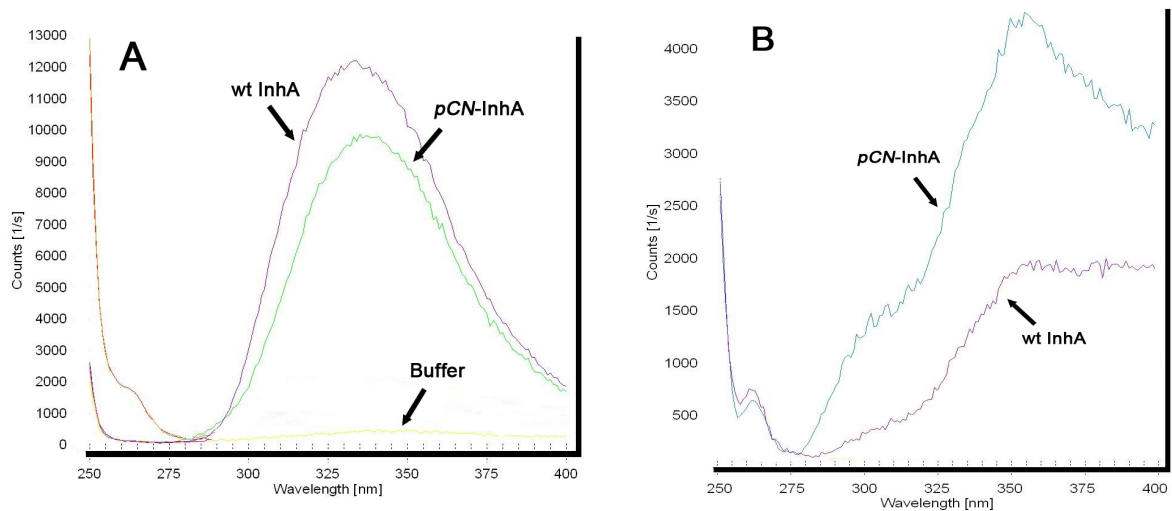 A
13000
12000
11000
10000
9000
8000
7000
6000
5000
4000
3000
2000
1000
0
Counts [1/s]
wt InhA
pCN-InhA
Buffer
250 275 300 325 350 375 400
Wavelength [nm]
B
4000
3500
3000
2500
2000
1500
1000
500
Counts [1/s]
pCN-InhA
wt InhA
250 275 300 325 350 375 400
Wavelength [nm]